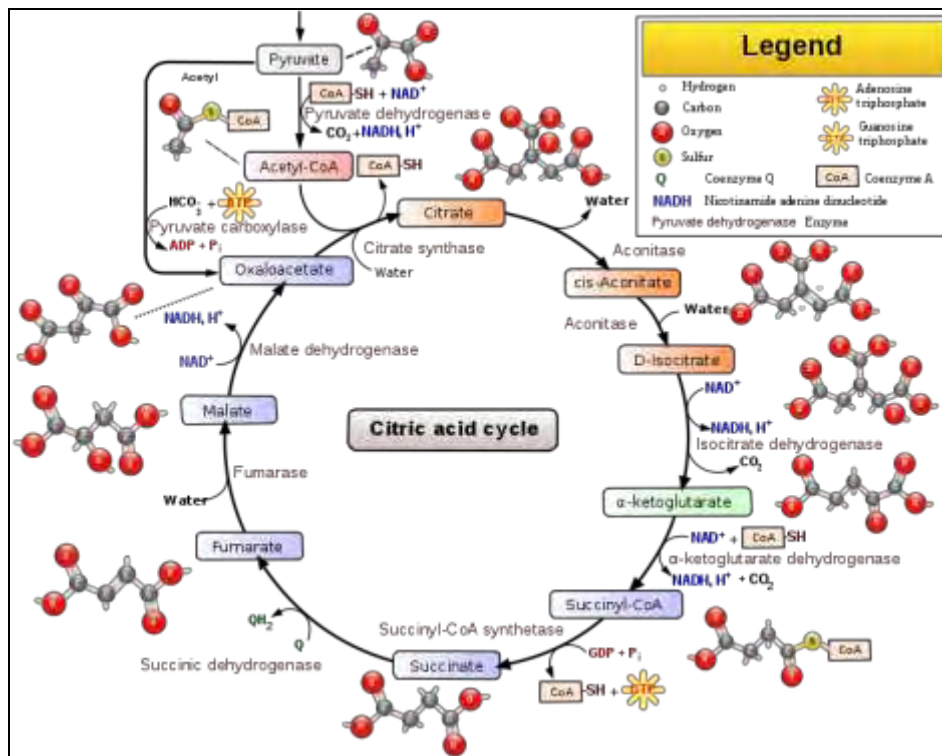 Legend
Hydrogen
Carbon
Oxygen
S Sulfur
Q Coenzyme Q
NADH Nicotinamide adenine dinucleotide
Pyruvate dehydrogenase Enzyme
ATP Adenosine
triphosphate
GTP Guanosine
triphosphate
CoA Coenzyme A
Pyruvate
Acetyl
S CoA
CoA -SH + NAD⁺
Pyruvate dehydrogenase
CO₂ + NADH, H⁺
Acetyl-CoA
CoA -SH
HCO₃⁻ + ATP
Pyruvate carboxylase
ADP + Pᵢ
Oxaloacetate
Citrate synthase
Water
Citrate
Water
Aconitase
cis-Aconitate
Water
Aconitase
D-Isocitrate
NAD⁺
NADH, H⁺
Isocitrate dehydrogenase
CO₂
α-ketoglutarate
NAD⁺ + CoA -SH
α-ketoglutarate dehydrogenase
NADH, H⁺ + CO₂
Succinyl-CoA
S CoA
Succinyl-CoA synthetase
GDP + Pᵢ
CoA -SH + GTP
Succinate
QH₂
Q
Succinic dehydrogenase
Fumarate
Water
Fumarase
Malate
NADH, H⁺
NAD⁺
Malate dehydrogenase
Citric acid cycle